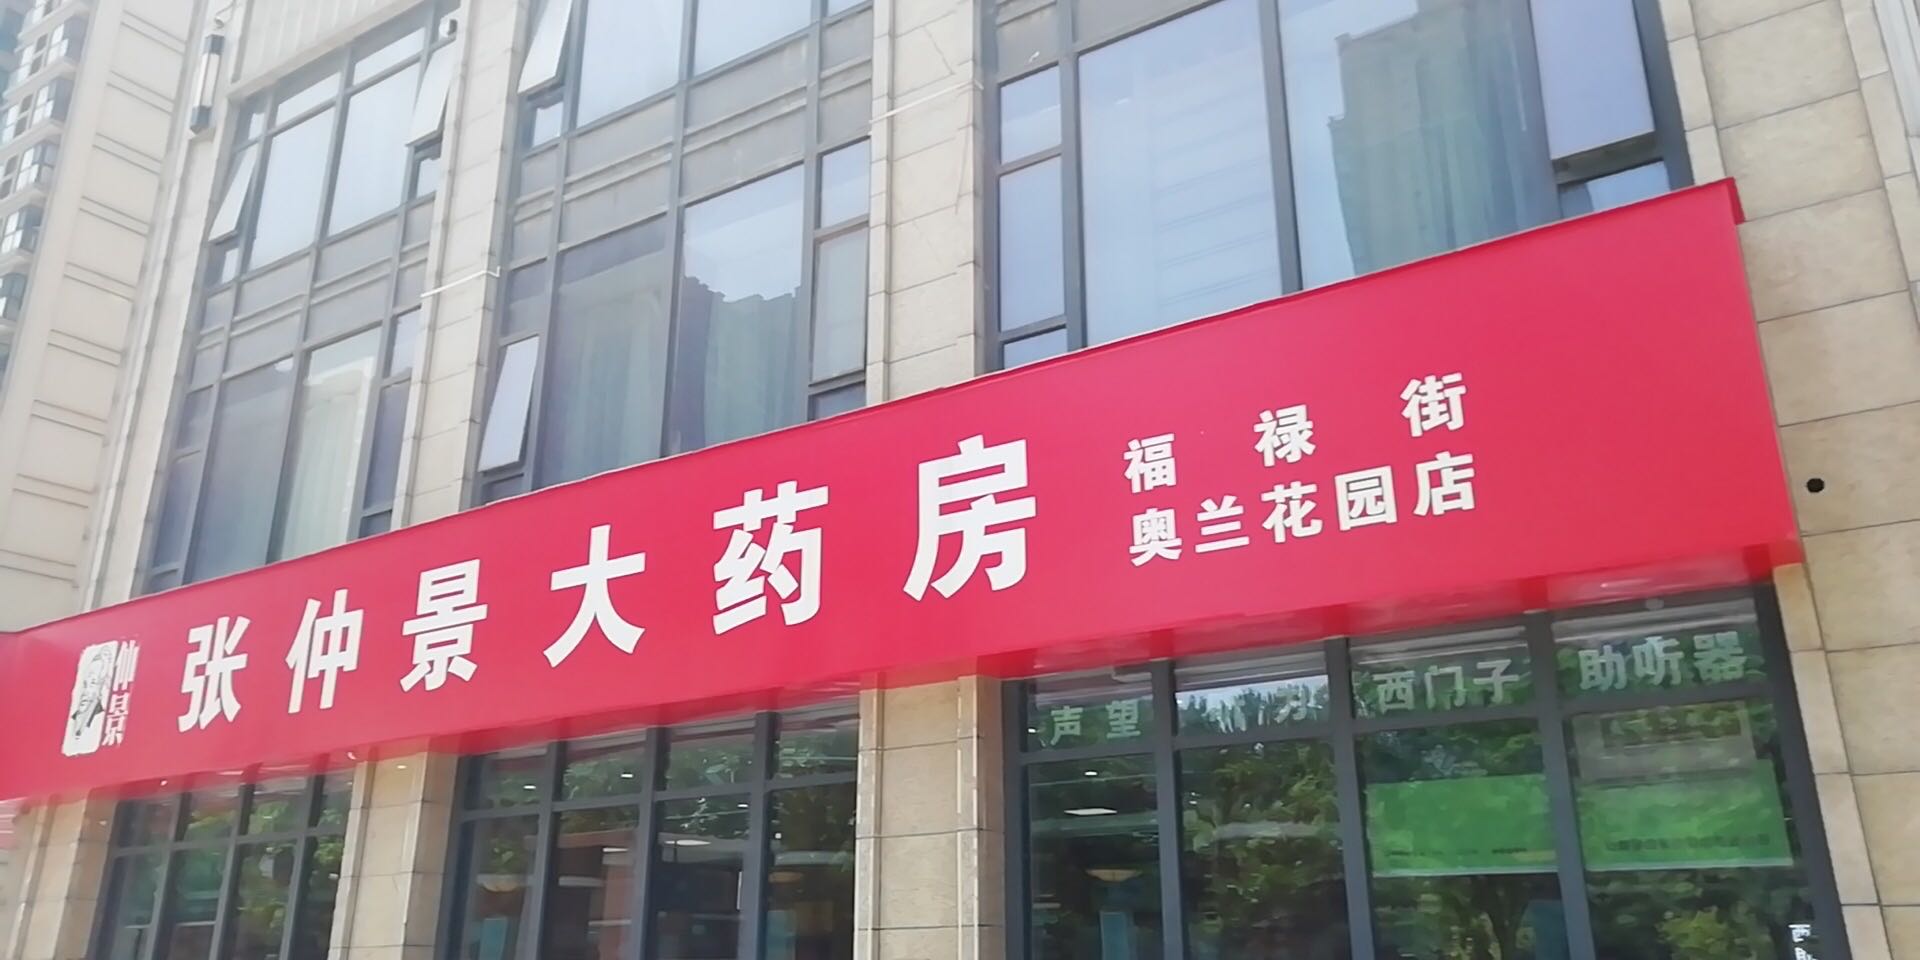 仲景
张仲景大药房
福禄街
奥兰花园店
声望
西门子
助听器